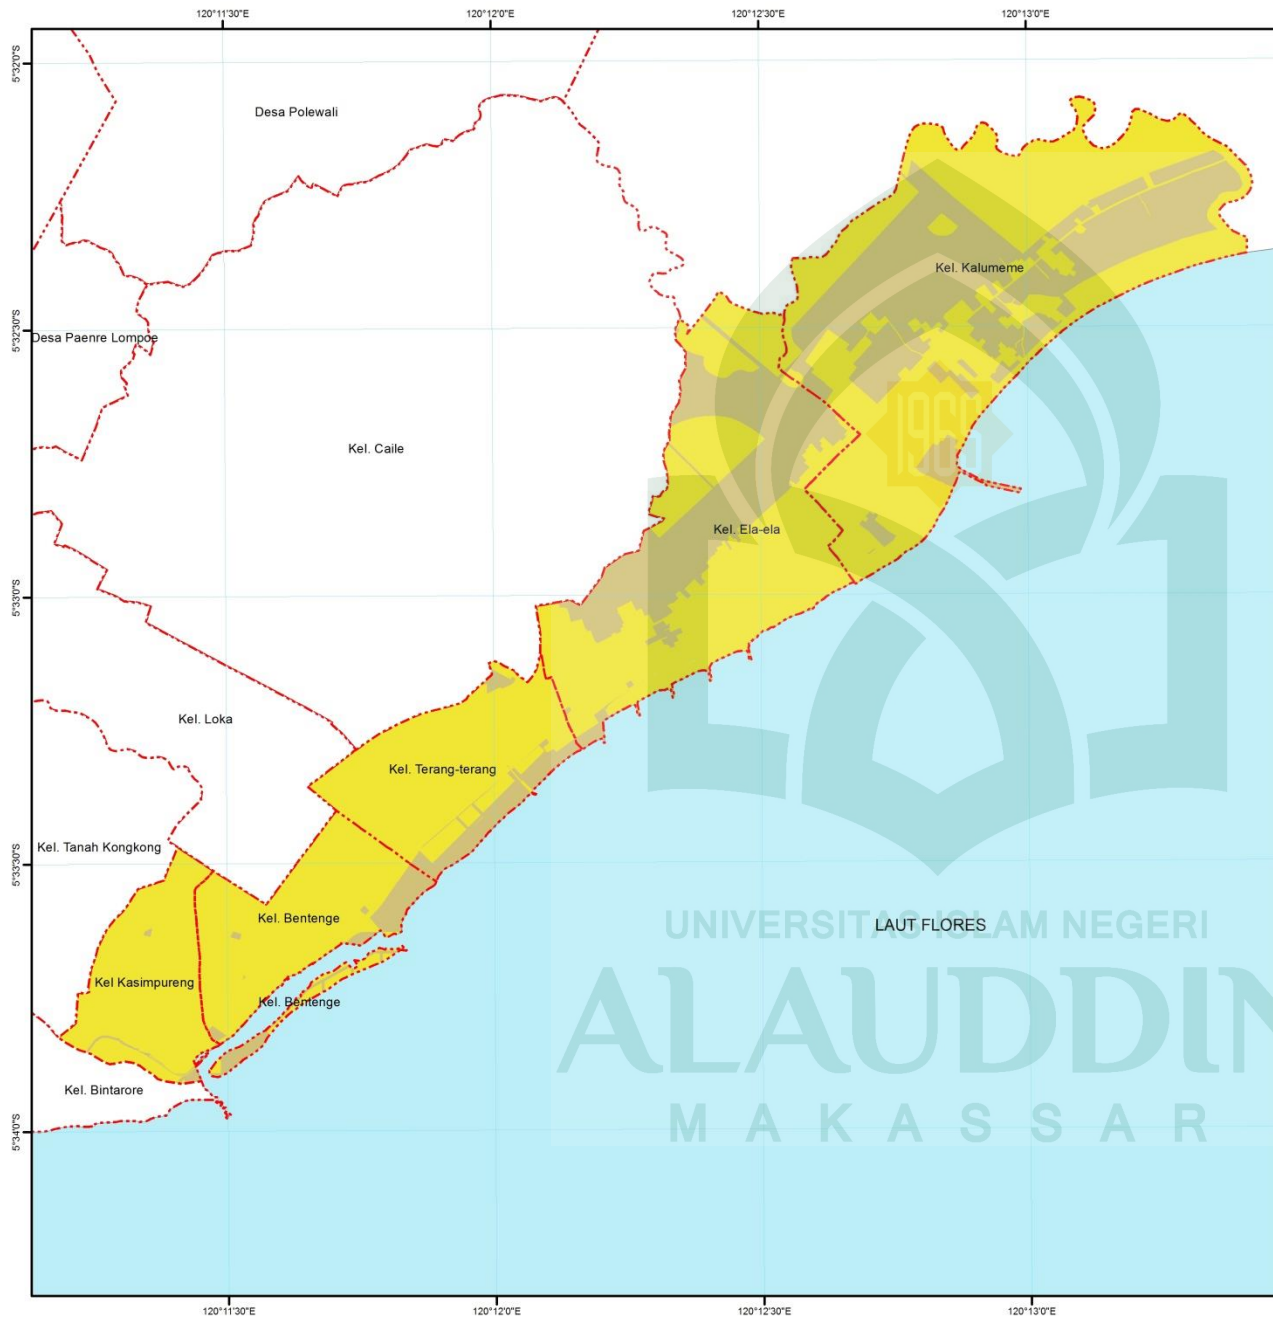 120°11'30"E 120°12'0"E 120°12'30"E 120°13'0"E
5°32'0"S
Desa Polewali
Kel. Kalumeme
5°32'30"S
Desa Paenre Lompoe
1965
Kel. Caile
Kel. Ela-ela
5°33'0"S
Kel. Loka
Kel. Terang-terang
Kel. Tanah Kongkong
5°33'30"S
Kel. Bentenge
UNIVERSITAS ISLAM NEGERI
LAUT FLORES
Kel Kasimpureng
Kel. Bentenge
ALAUDDIN
Kel. Bintarore
MAKASSAR
5°34'0"S
120°11'30"E 120°12'0"E 120°12'30"E 120°13'0"E